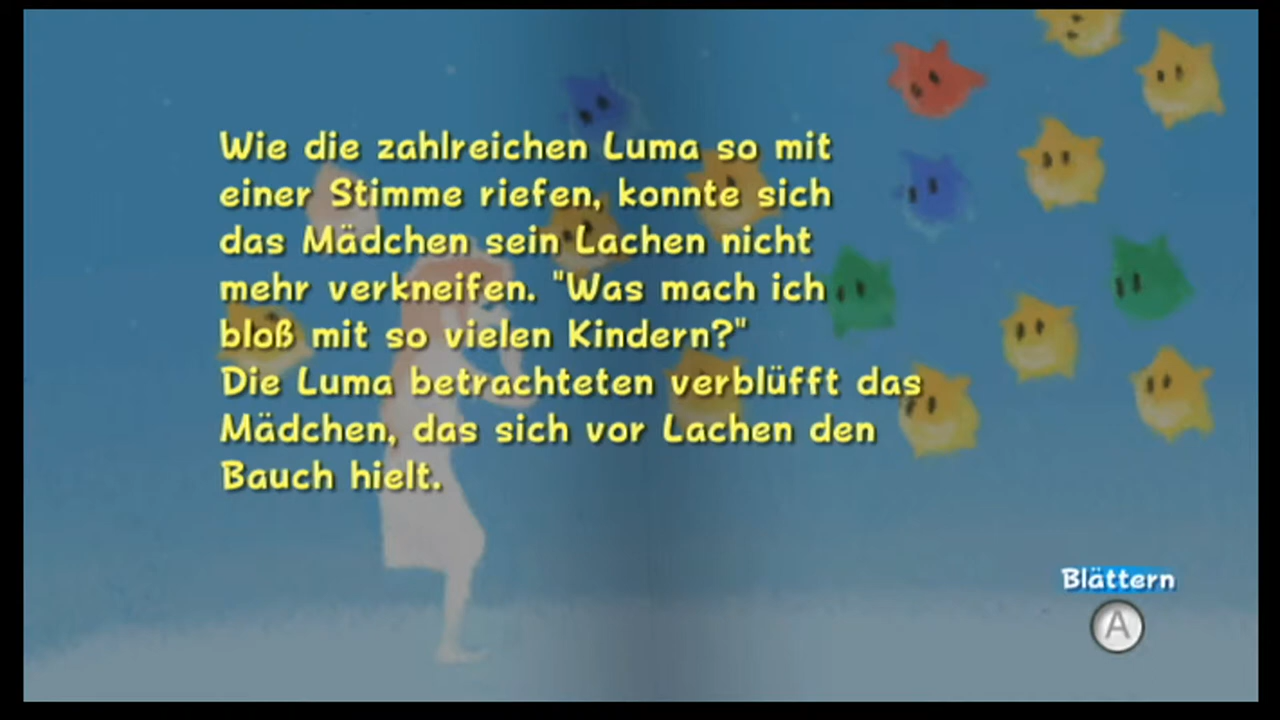 Wie die zahlreichen Luma so mit
einer Stimme riefen, konnte sich
das Mädchen sein Lachen nicht
mehr verkneifen. "Was mach ich
bloß mit so vielen Kindern?"
Die Luma betrachteten verblüfft das
Mädchen, das sich vor Lachen den
Bauch hielt.
Blättern
A